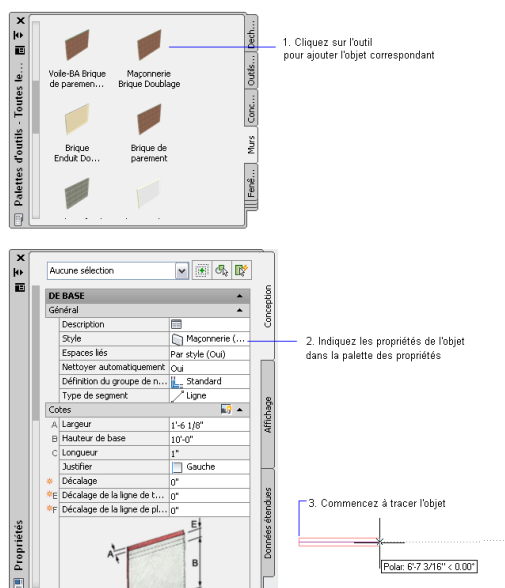 Palettes d'outils - Toutes le...
Voile-BA Brique
de paremen...
Maçonnerie
Brique Doublage
Brique
Enduit Do...
Brique de
parement
Dech...
Outils...
Conc...
Murs
Fenê...
1. Cliquez sur l'outil
pour ajouter l'objet correspondant
Propriétés
Aucune sélection
DE BASE
Général
Description
Style Maçonnerie (...
Espaces liés Par style (Oui)
Nettoyer automatiquement Oui
Définition du groupe de n... Standard
Type de segment Ligne
Cotes
A Largeur 1'-6 1/8"
B Hauteur de base 10'-0"
C Longueur 1"
Justifier Gauche
Décalage 0"
E Décalage de la ligne de t... 0"
F Décalage de la ligne de pl... 0"
A
E
B
Conception
Affichage
Données étendues
2. Indiquez les propriétés de l'objet
dans la palette des propriétés
3. Commencez à tracer l'objet
Polar: 6'-7 3/16" < 0.00°